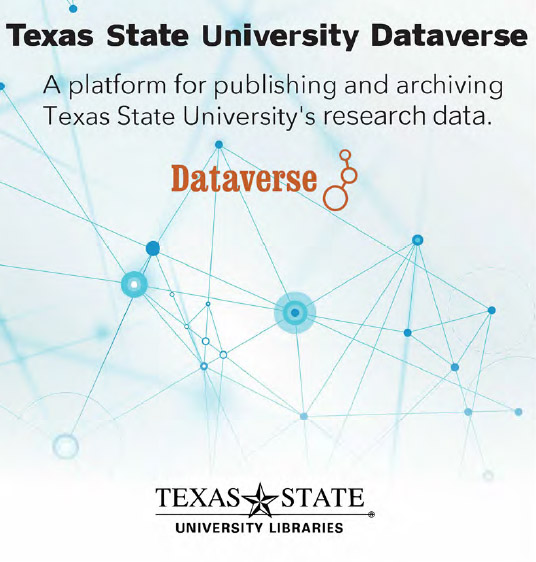 Texas State University Dataverse
A platform for publishing and archiving
Texas State University's research data.
Dataverse
TEXAS STATE®
UNIVERSITY LIBRARIES